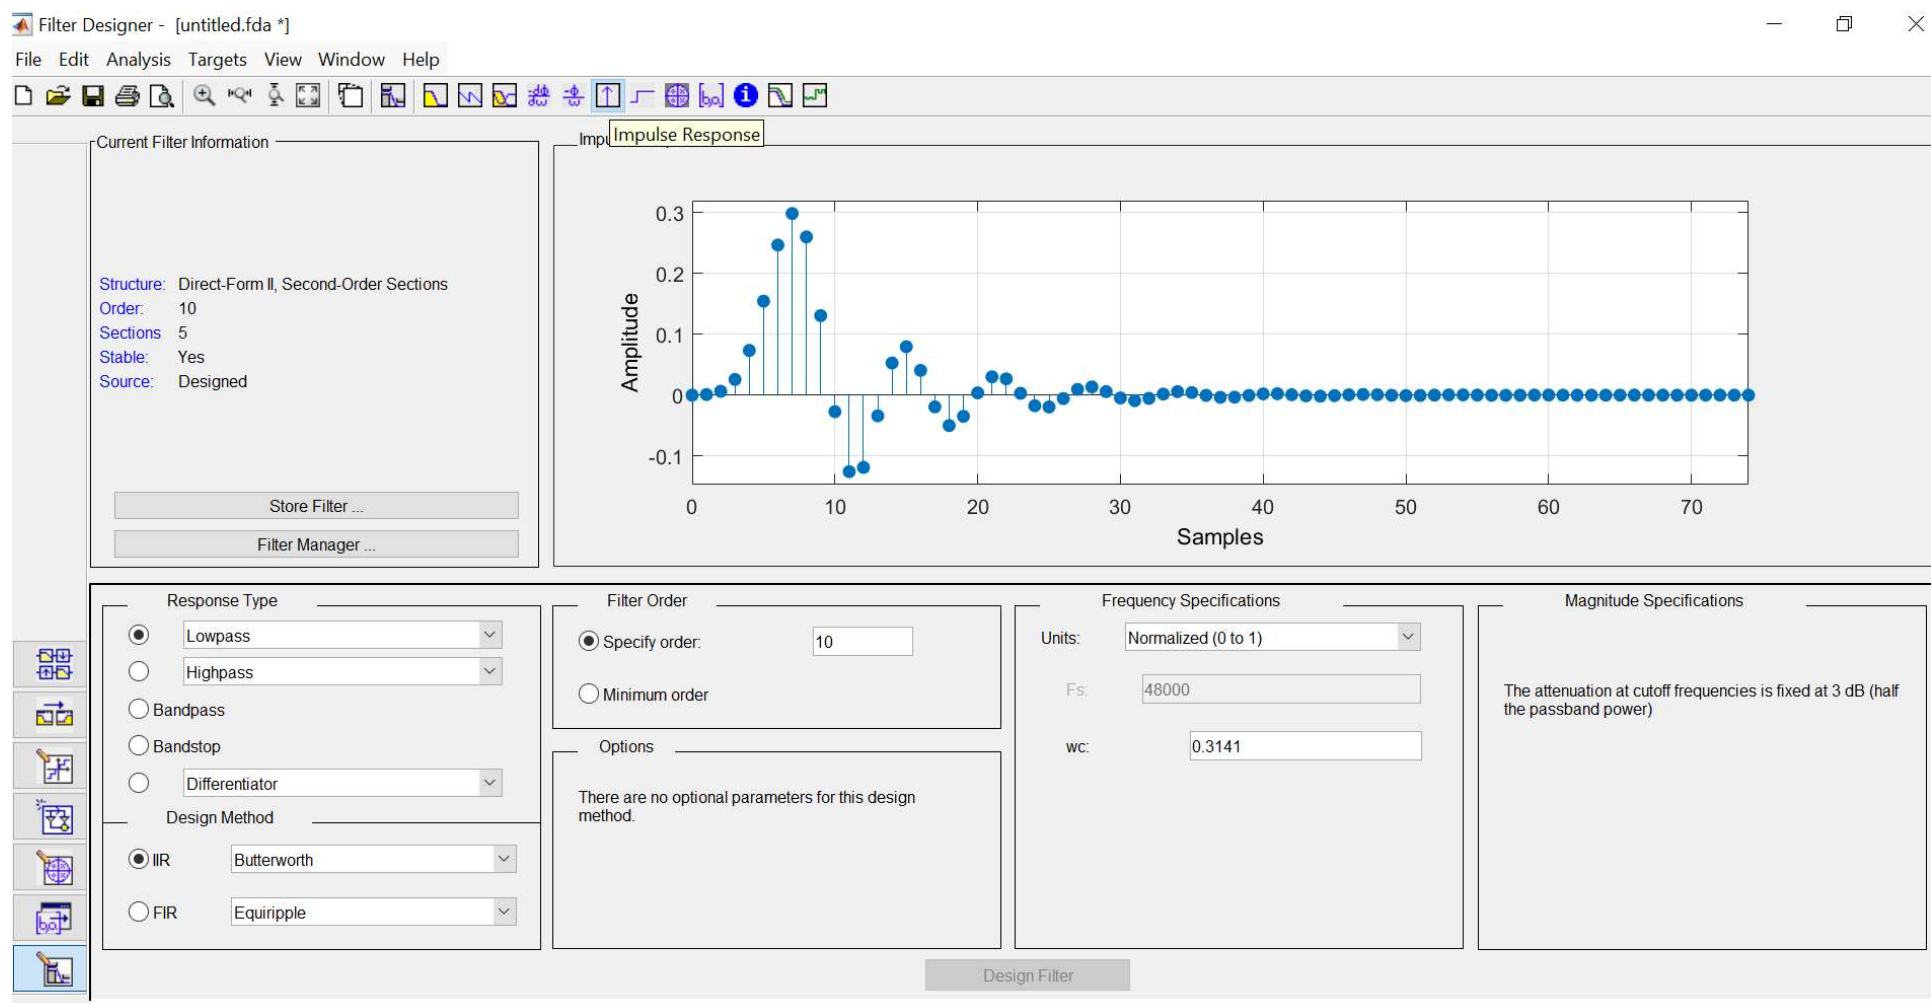 Filter Designer - [untitled.fda *]
File Edit Analysis Targets View Window Help
Impulse Response
Current Filter Information
Structure: Direct-Form II, Second-Order Sections
Order: 10
Sections 5
Stable: Yes
Source: Designed
Store Filter ...
Filter Manager ...
0.3
0.2
0.1
0
-0.1
Amplitude
0 10 20 30 40 50 60 70
Samples
Response Type
Lowpass
Highpass
Bandpass
Bandstop
Differentiator
Design Method
IIR Butterworth
FIR Equiripple
Filter Order
Specify order: 10
Minimum order
Options
There are no optional parameters for this design
method.
Frequency Specifications
Units: Normalized (0 to 1)
Fs: 48000
wc: 0.3141
Magnitude Specifications
The attenuation at cutoff frequencies is fixed at 3 dB (half
the passband power)
Design Filter